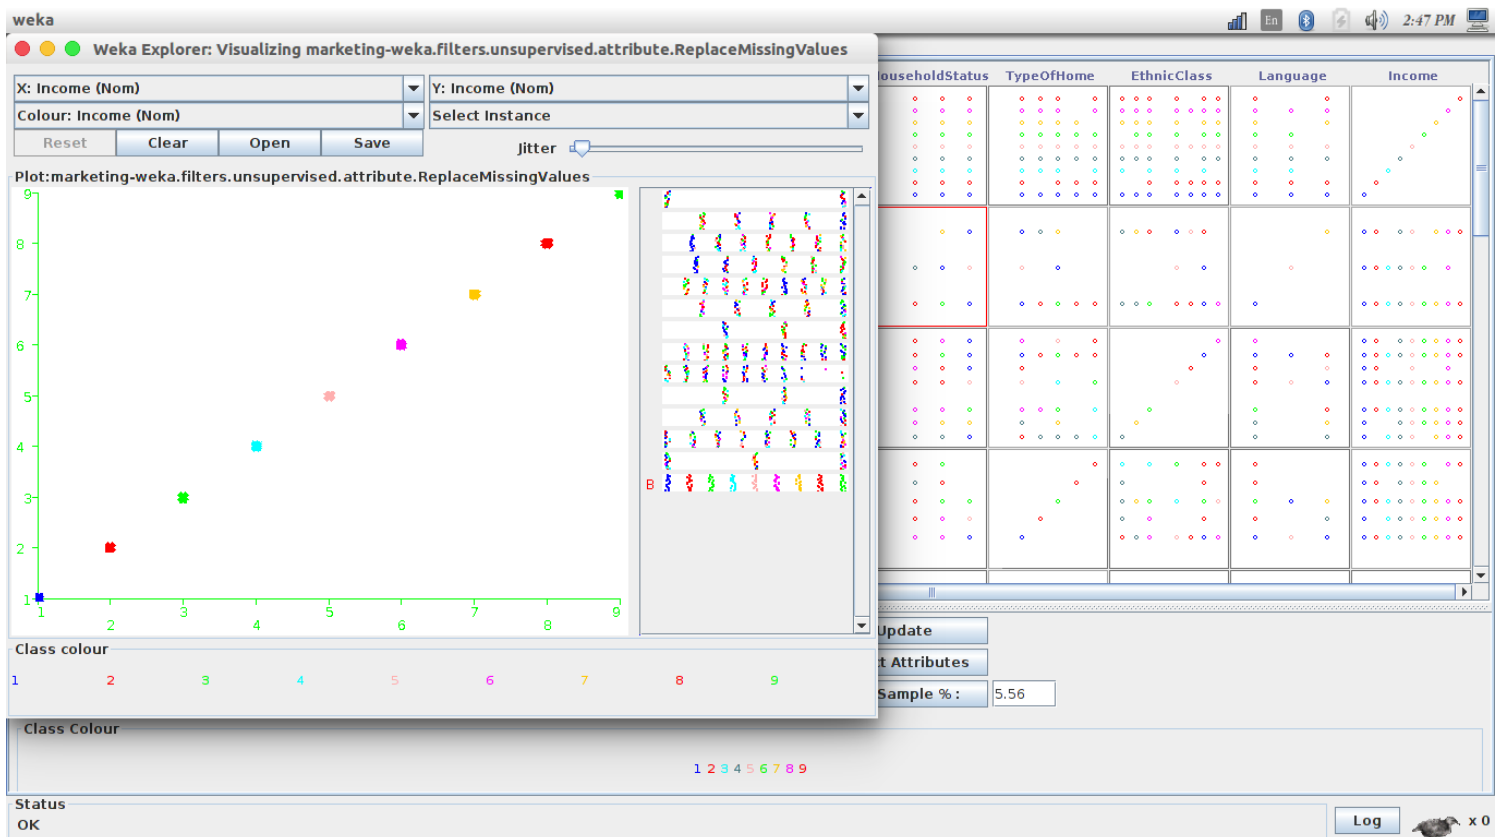 weka
En
2:47 PM
Weka Explorer: Visualizing marketing-weka.filters.unsupervised.attribute.ReplaceMissingValues
X: Income (Nom)
Y: Income (Nom)
Colour: Income (Nom)
Select Instance
Reset Clear Open Save
Jitter
Plot:marketing-weka.filters.unsupervised.attribute.ReplaceMissingValues
9
8
7
6
5
4
3
2
1
1 2 3 4 5 6 7 8 9
B
Class colour
1 2 3 4 5 6 7 8 9
ouseholdStatus TypeOfHome EthnicClass Language Income
Update
t Attributes
Sample % : 5.56
Class Colour
1 2 3 4 5 6 7 8 9
Status
OK
Log
x 0